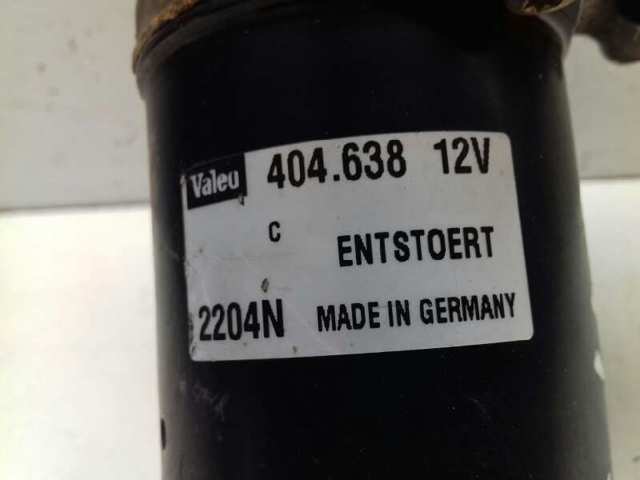 Valeo 404.638 12V
C
ENTSTOERT
2204N MADE IN GERMANY